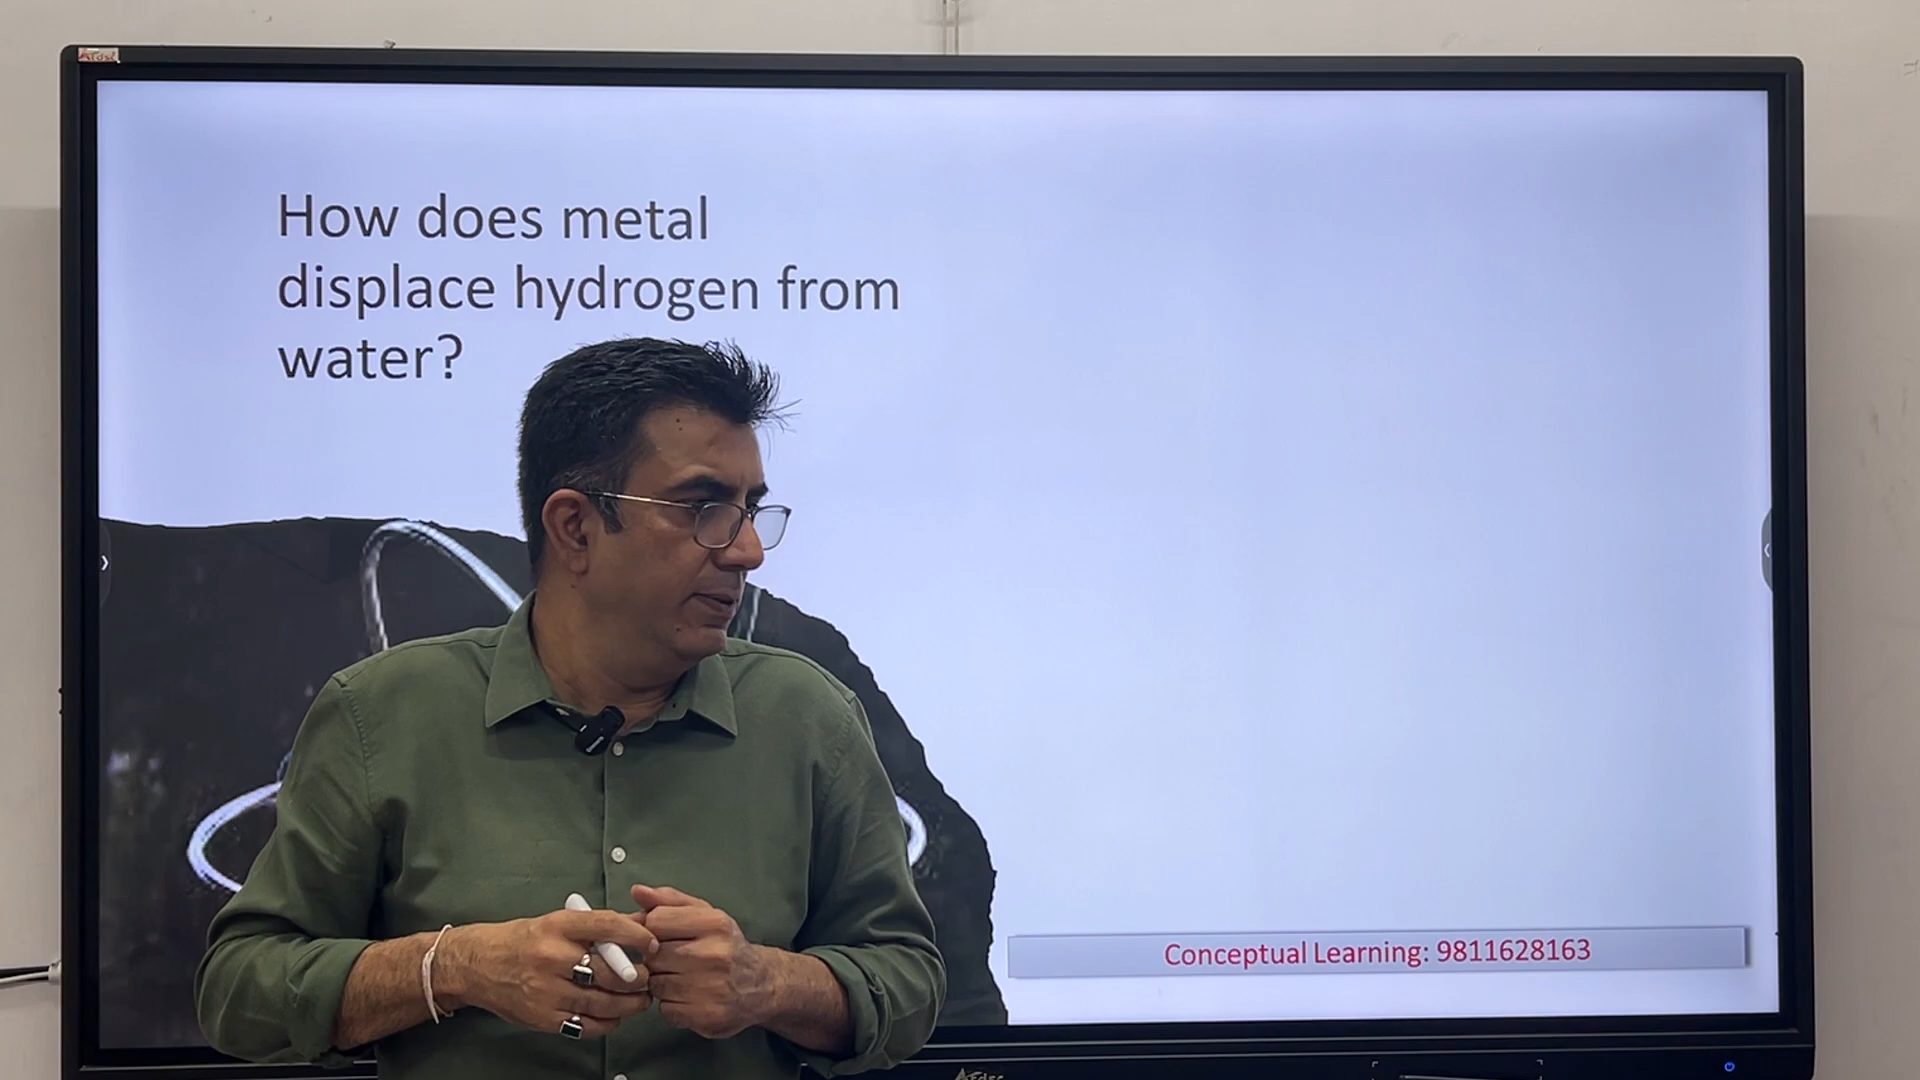 How does metal
displace hydrogen from
water?
Conceptual Learning: 9811628163